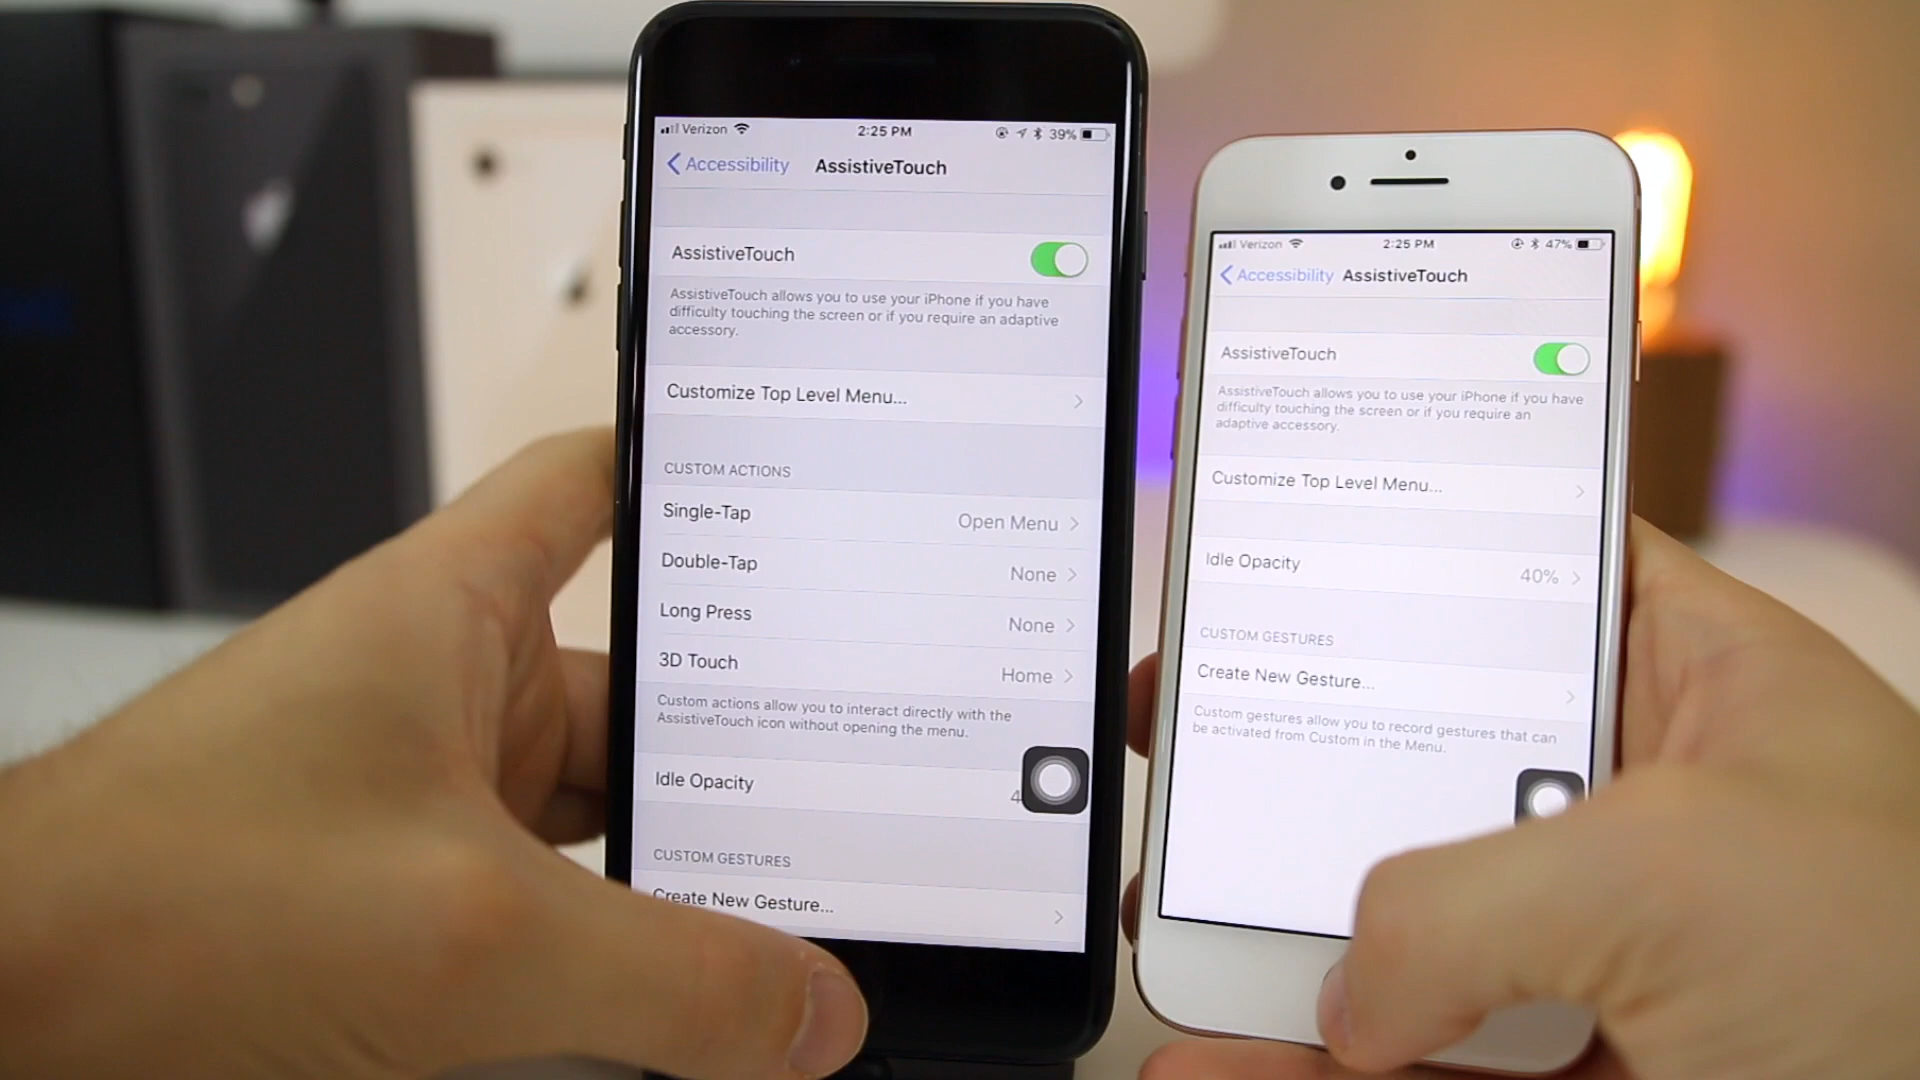 Verizon 2:25 PM 39%
Accessibility AssistiveTouch
AssistiveTouch
AssistiveTouch allows you to use your iPhone if you have
difficulty touching the screen or if you require an adaptive
accessory.
Customize Top Level Menu...
CUSTOM ACTIONS
Single-Tap Open Menu
Double-Tap None
Long Press None
3D Touch Home
Custom actions allow you to interact directly with the
AssistiveTouch icon without opening the menu.
Idle Opacity 4
CUSTOM GESTURES
Create New Gesture...
Verizon 2:25 PM 47%
Accessibility AssistiveTouch
AssistiveTouch
AssistiveTouch allows you to use your iPhone if you have
difficulty touching the screen or if you require an
adaptive accessory.
Customize Top Level Menu...
Idle Opacity 40%
CUSTOM GESTURES
Create New Gesture...
Custom gestures allow you to record gestures that can
be activated from Custom in the Menu.